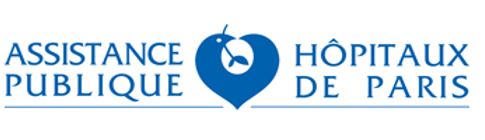 ASSISTANCE
PUBLIQUE
HÔPITAUX
DE PARIS